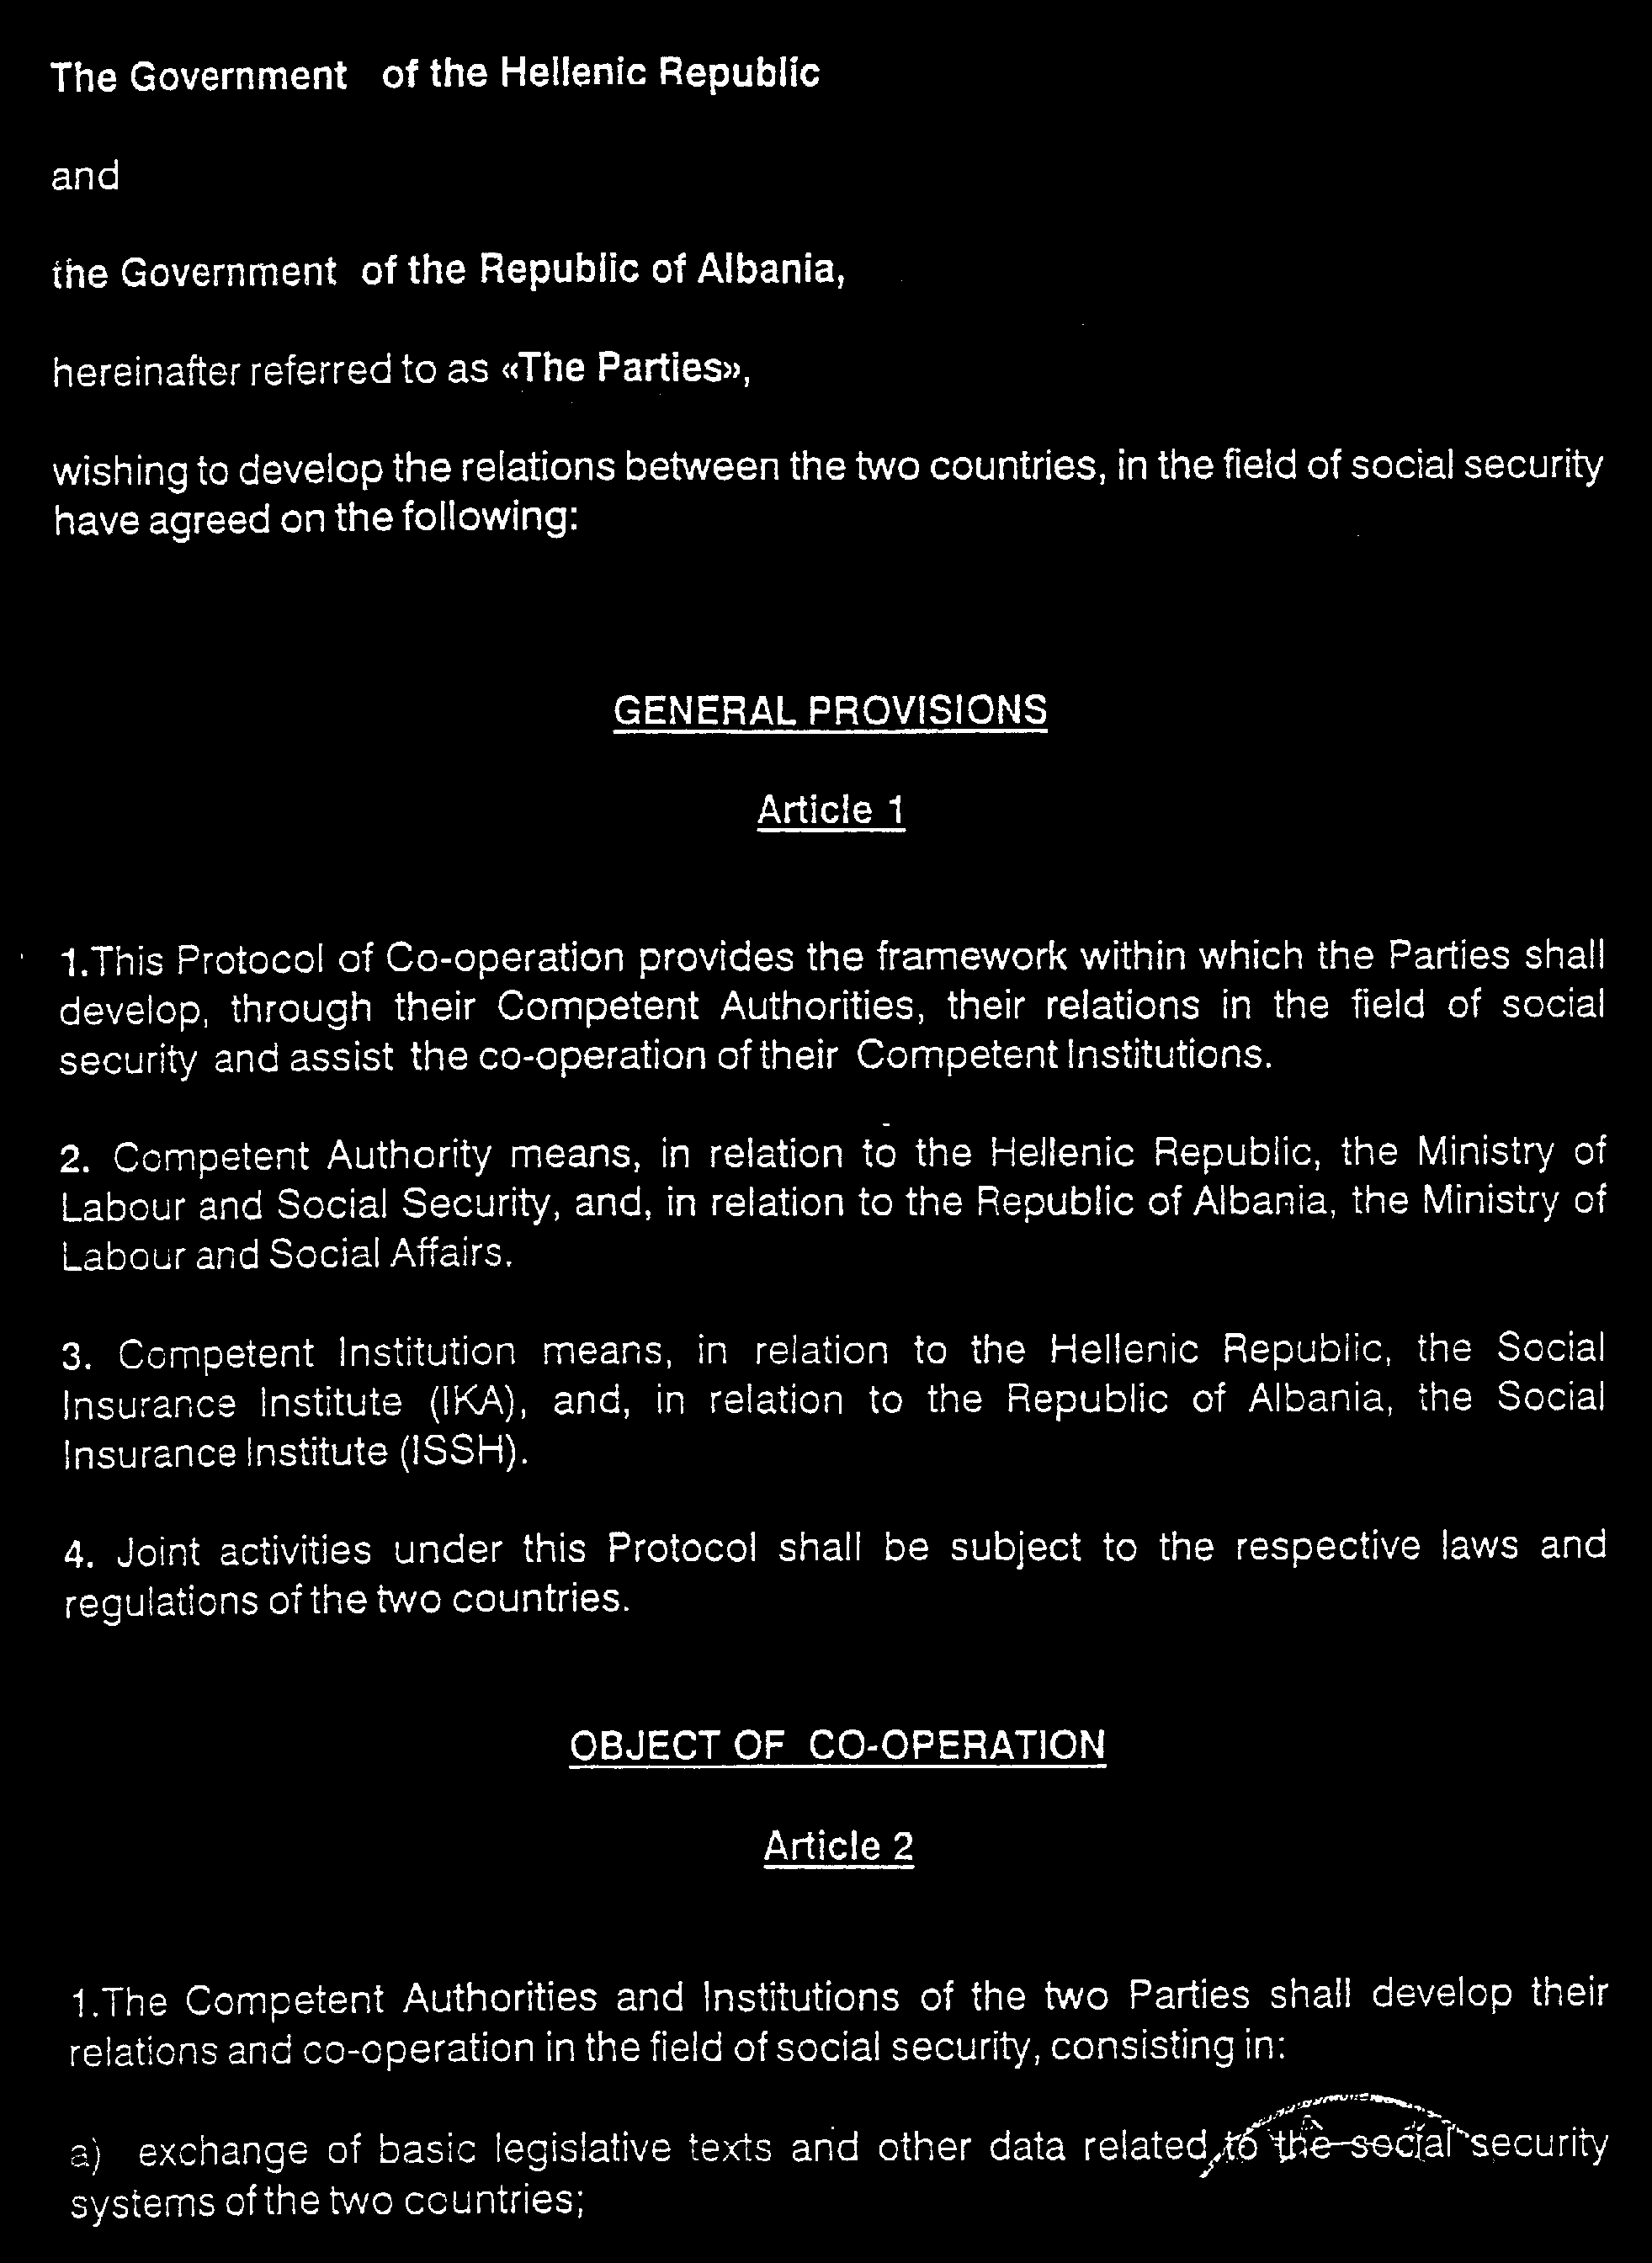 The Government of the Hellenic Republic
and
the Government of the Republic of Albania,
hereinafter referred to as «The Parties»,
wishing to develop the relations between the two countries, in the field of social security
have agreed on the following:
GENERAL PROVISIONS
Article 1
1.This Protocol of Co-operation provides the framework within which the Parties shall
develop, through their Competent Authorities, their relations in the field of social
security and assist the co-operation of their Competent Institutions.
2. Competent Authority means, in relation to the Hellenic Republic, the Ministry of
Labour and Social Security, and, in relation to the Republic of Albania, the Ministry of
Labour and Social Affairs.
3. Competent Institution means, in relation to the Hellenic Republic, the Social
Insurance Institute (IKA), and, in relation to the Republic of Albania, the Social
Insurance Institute (ISSH).
4. Joint activities under this Protocol shall be subject to the respective laws and
regulations of the two countries.
OBJECT OF CO-OPERATION
Article 2
1.The Competent Authorities and Institutions of the two Parties shall develop their
relations and co-operation in the field of social security, consisting in:
a) exchange of basic legislative texts and other data related to the social security
systems of the two countries;